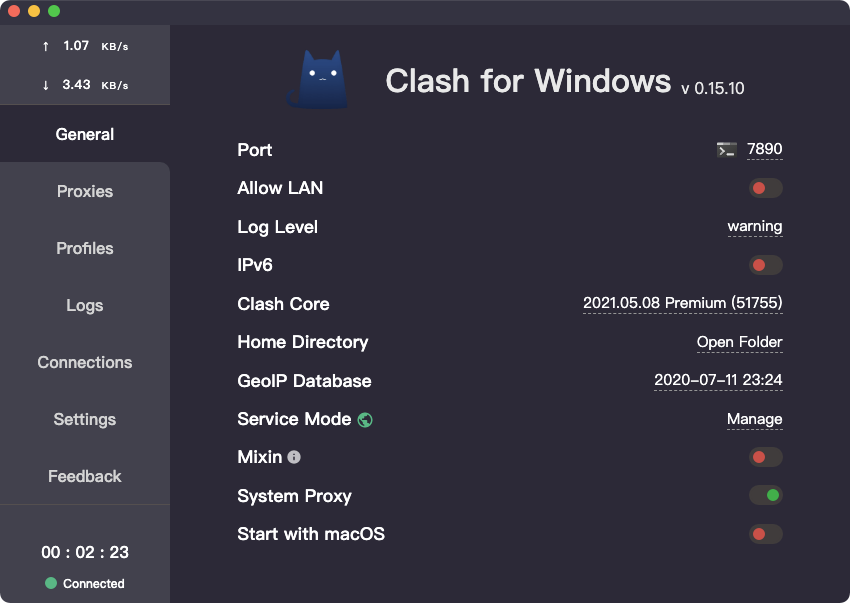 ↑ 1.07 KB/s
↓ 3.43 KB/s
General
Proxies
Profiles
Logs
Connections
Settings
Feedback
00 : 02 : 23
Connected
Clash for Windows v 0.15.10
Port 7890
Allow LAN
Log Level warning
IPv6
Clash Core 2021.05.08 Premium (51755)
Home Directory Open Folder
GeoIP Database 2020-07-11 23:24
Service Mode Manage
Mixin
System Proxy
Start with macOS